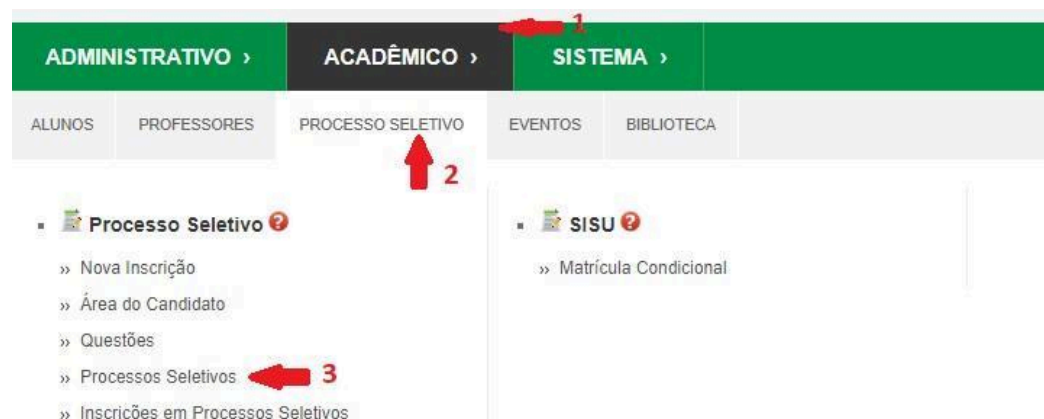 1
ADMINISTRATIVO › ACADÊMICO › SISTEMA ›
ALUNOS PROFESSORES PROCESSO SELETIVO EVENTOS BIBLIOTECA
2
Processo Seletivo SISU
» Nova Inscrição » Matrícula Condicional
» Área do Candidato
» Questões
» Processos Seletivos 3
» Inscrições em Processos Seletivos